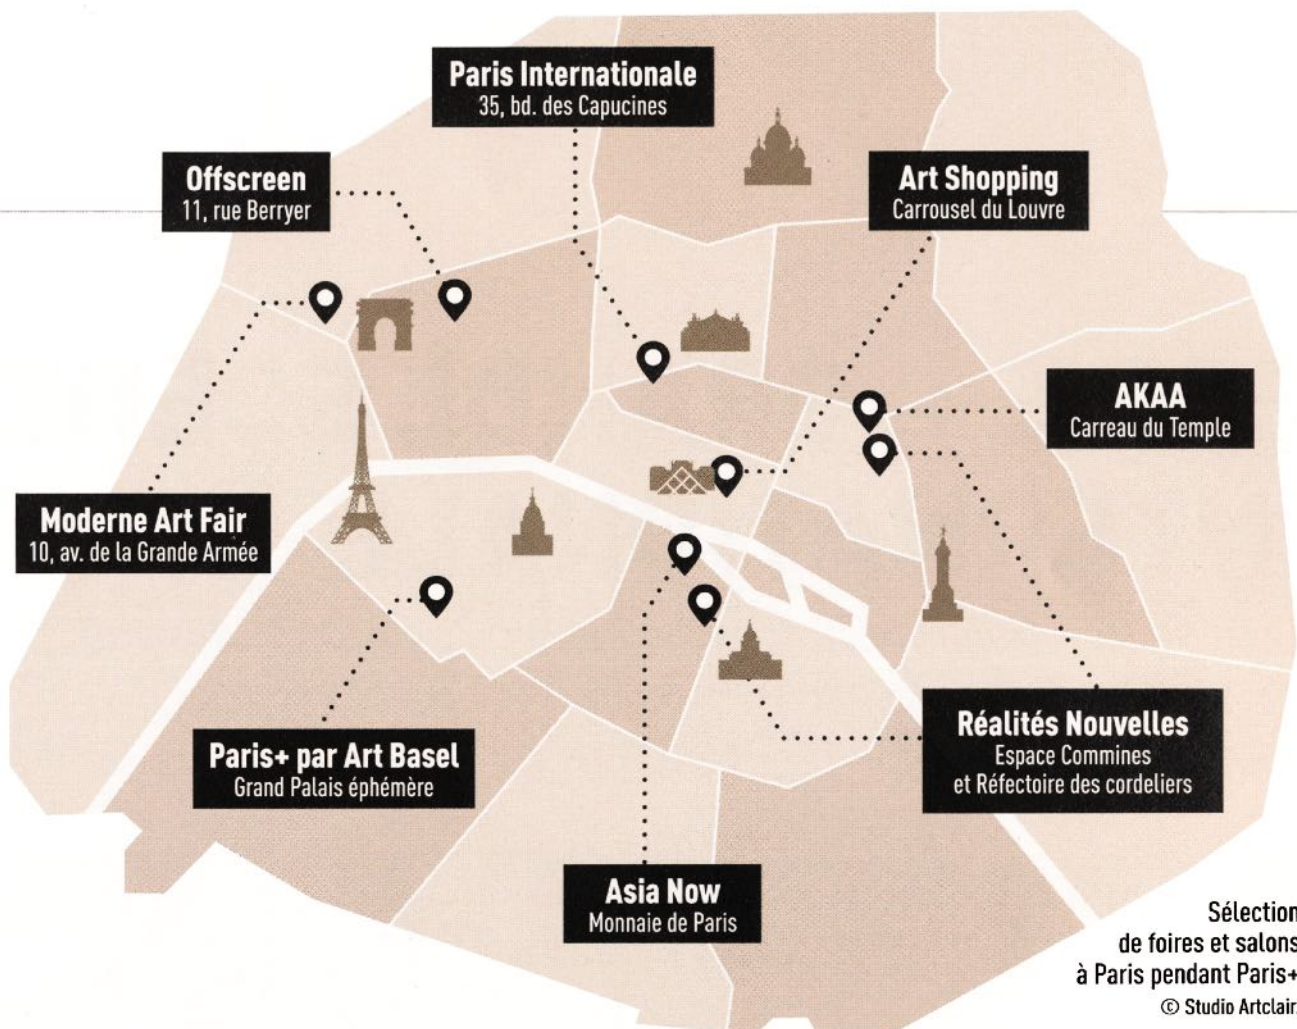 Paris Internationale
35, bd. des Capucines
Offscreen
11, rue Berryer
Art Shopping
Carrousel du Louvre
AKAA
Carreau du Temple
Moderne Art Fair
10, av. de la Grande Armée
Réalités Nouvelles
Espace Commines
et Réfectoire des cordeliers
Paris+ par Art Basel
Grand Palais éphémère
Asia Now
Monnaie de Paris
Sélection
de foires et salons
à Paris pendant Paris+
© Studio Artclair.